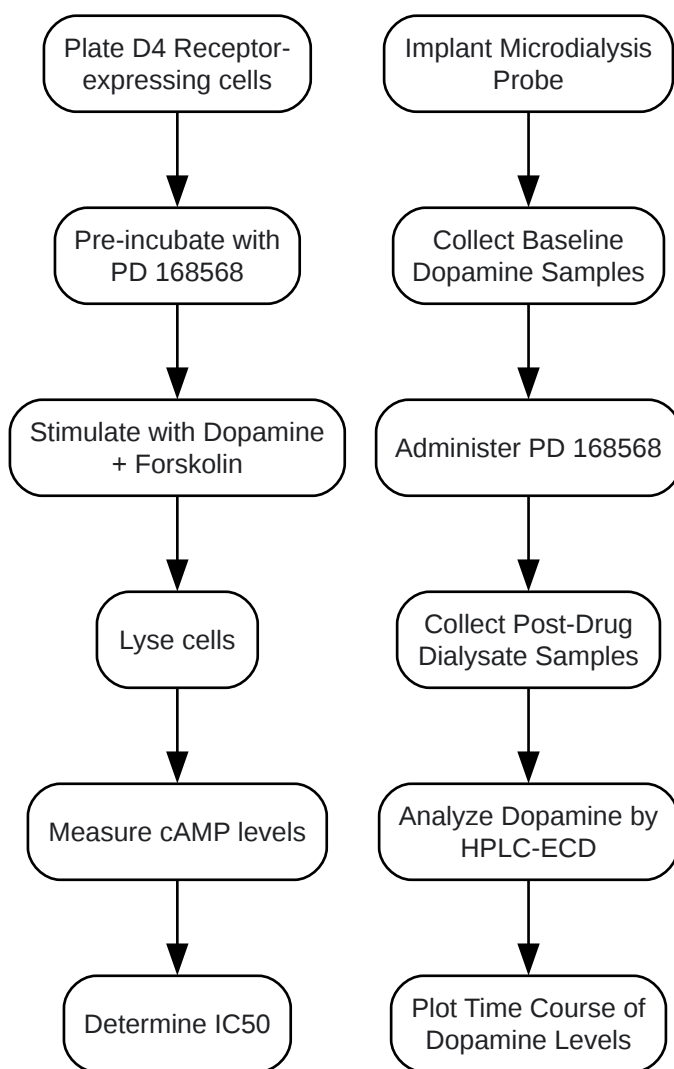 Plate D4 Receptor-
expressing cells
Pre-incubate with
PD 168568
Stimulate with Dopamine
+ Forskolin
Lyse cells
Measure cAMP levels
Determine IC50
Implant Microdialysis
Probe
Collect Baseline
Dopamine Samples
Administer PD 168568
Collect Post-Drug
Dialysate Samples
Analyze Dopamine by
HPLC-ECD
Plot Time Course of
Dopamine Levels